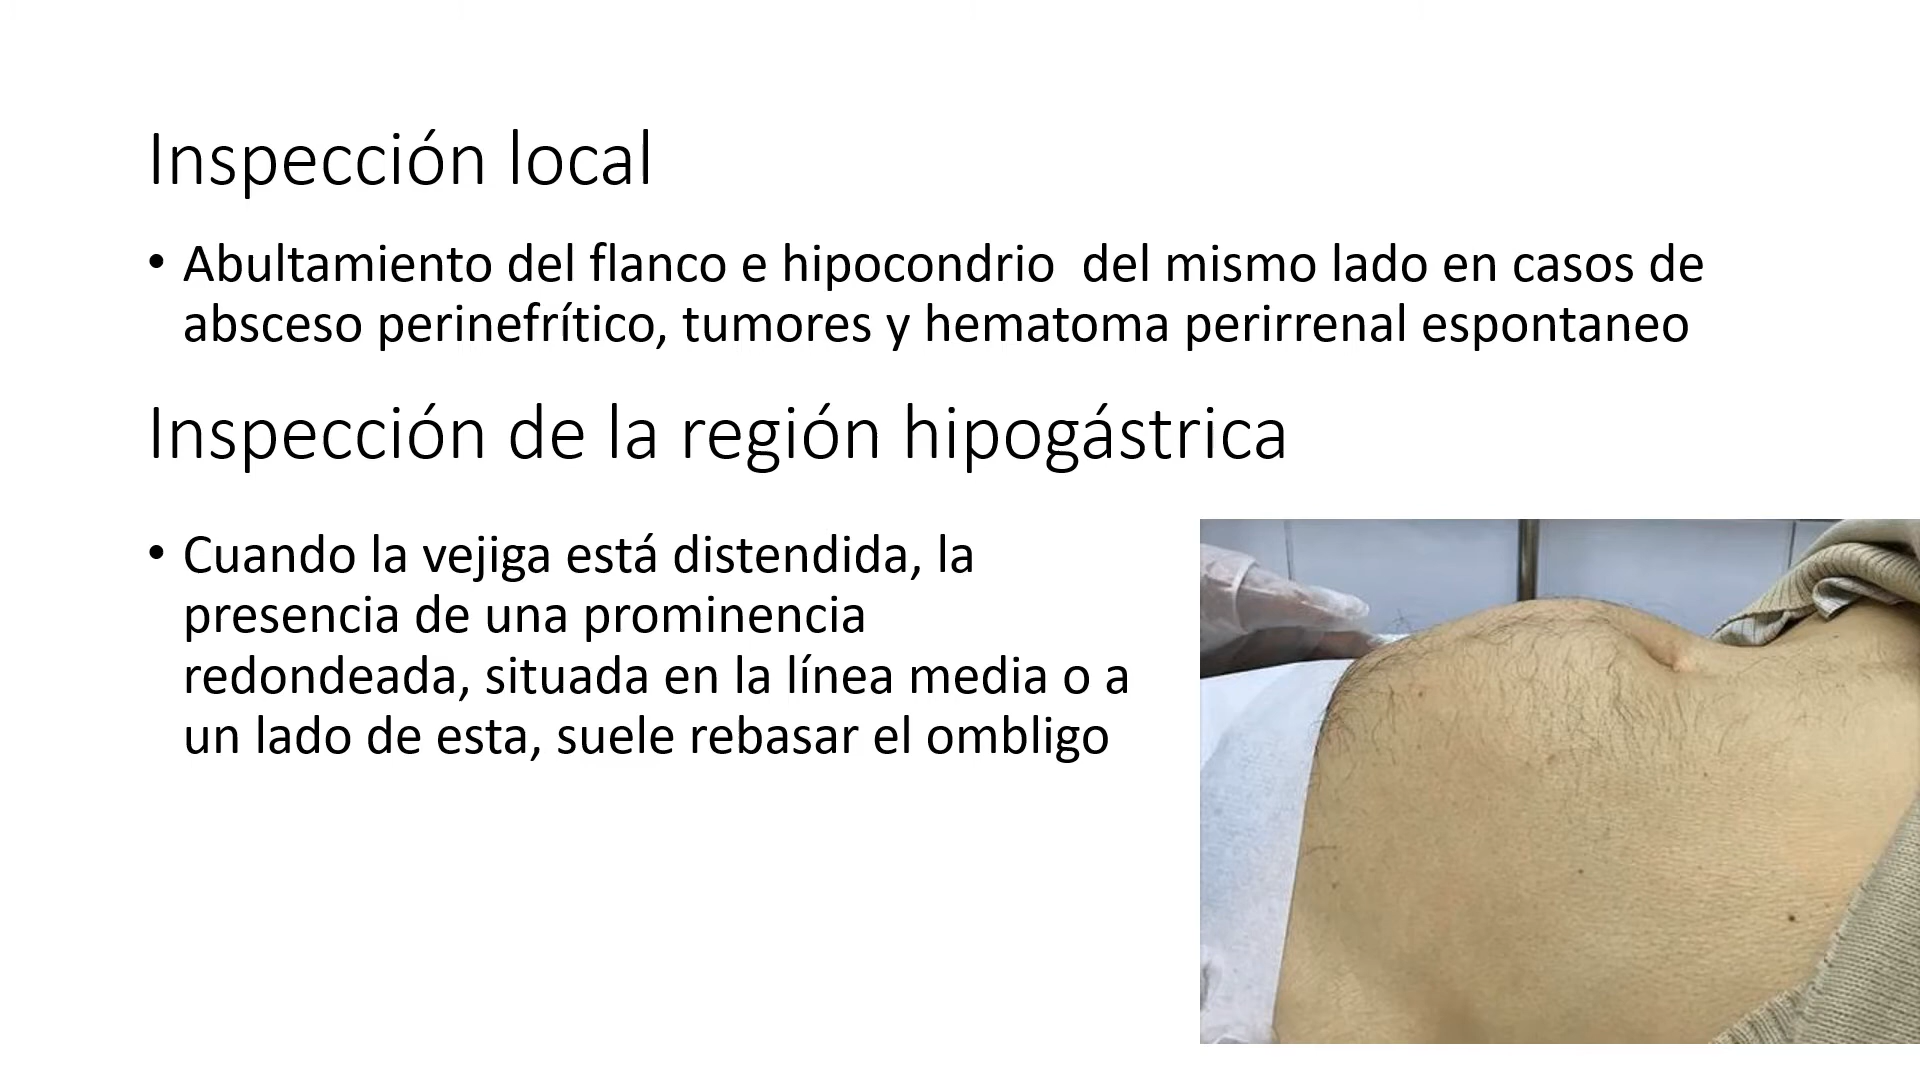 Inspección local
• Abultamiento del flanco e hipocondrio  del mismo lado en casos de
absceso perinefrítico, tumores y hematoma perirrenal espontaneo
Inspección de la región hipogástrica
• Cuando la vejiga está distendida, la
presencia de una prominencia
redondeada, situada en la línea media o a
un lado de esta, suele rebasar el ombligo